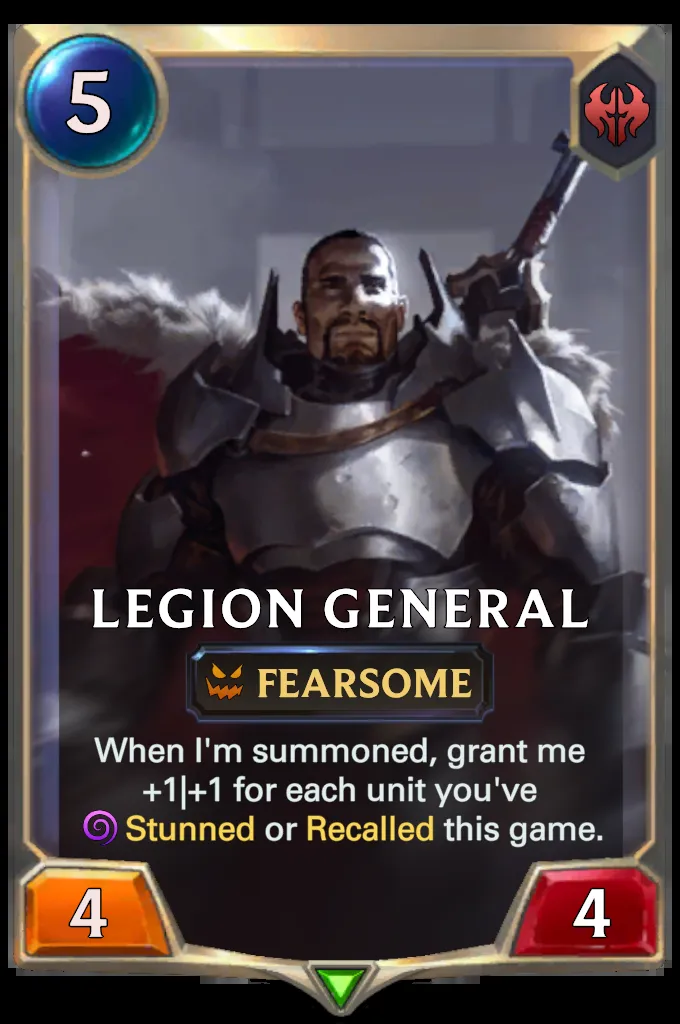 5
LEGION GENERAL
FEARSOME
When I'm summoned, grant me
+1|+1 for each unit you've
Stunned or Recalled this game.
4 4